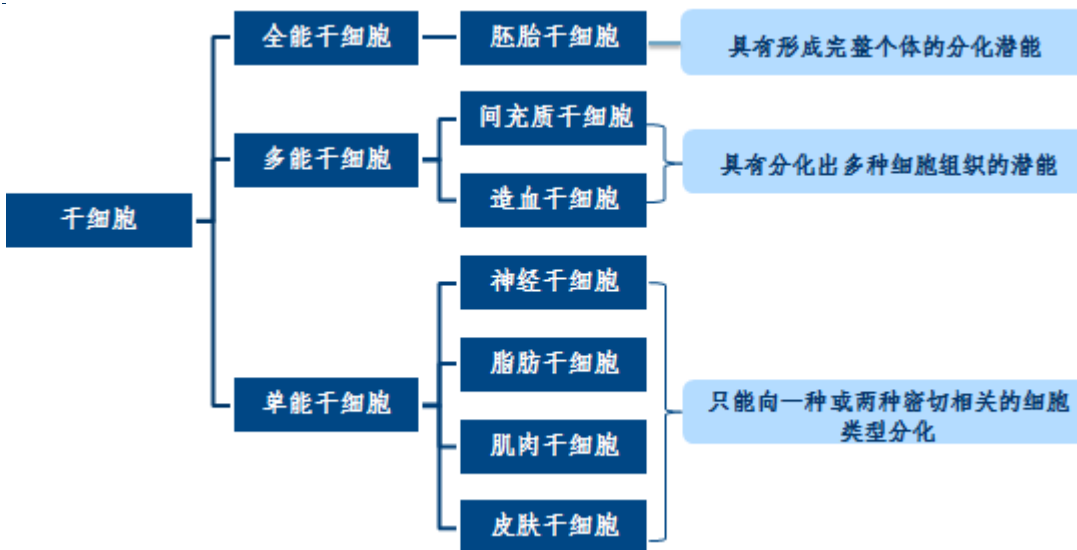 全能干细胞
胚胎干细胞
具有形成完整个体的分化潜能
间充质干细胞
多能干细胞
具有分化出多种细胞组织的潜能
造血干细胞
干细胞
神经干细胞
脂肪干细胞
单能干细胞
只能向一种或两种密切相关的细胞
类型分化
肌肉干细胞
皮肤干细胞